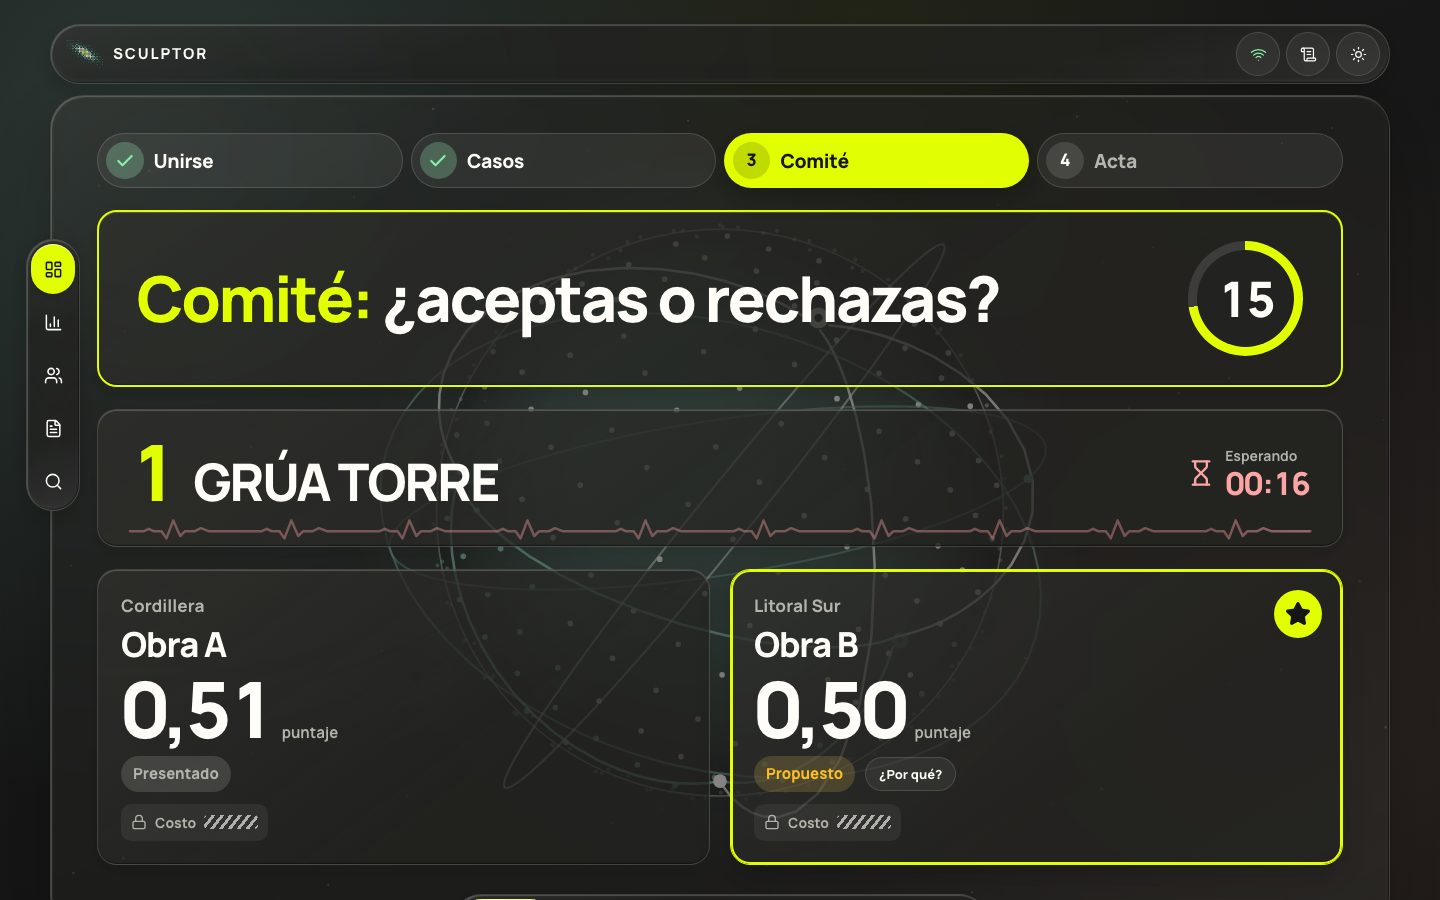 SCULPTOR
Unirse
Casos
3 Comité
4 Acta
Comité: ¿aceptas o rechazas?
15
1 GRÚA TORRE
Esperando
00:16
Cordillera
Obra A
0,51 puntaje
Presentado
Costo
Litoral Sur
Obra B
0,50 puntaje
Propuesto ¿Por qué?
Costo